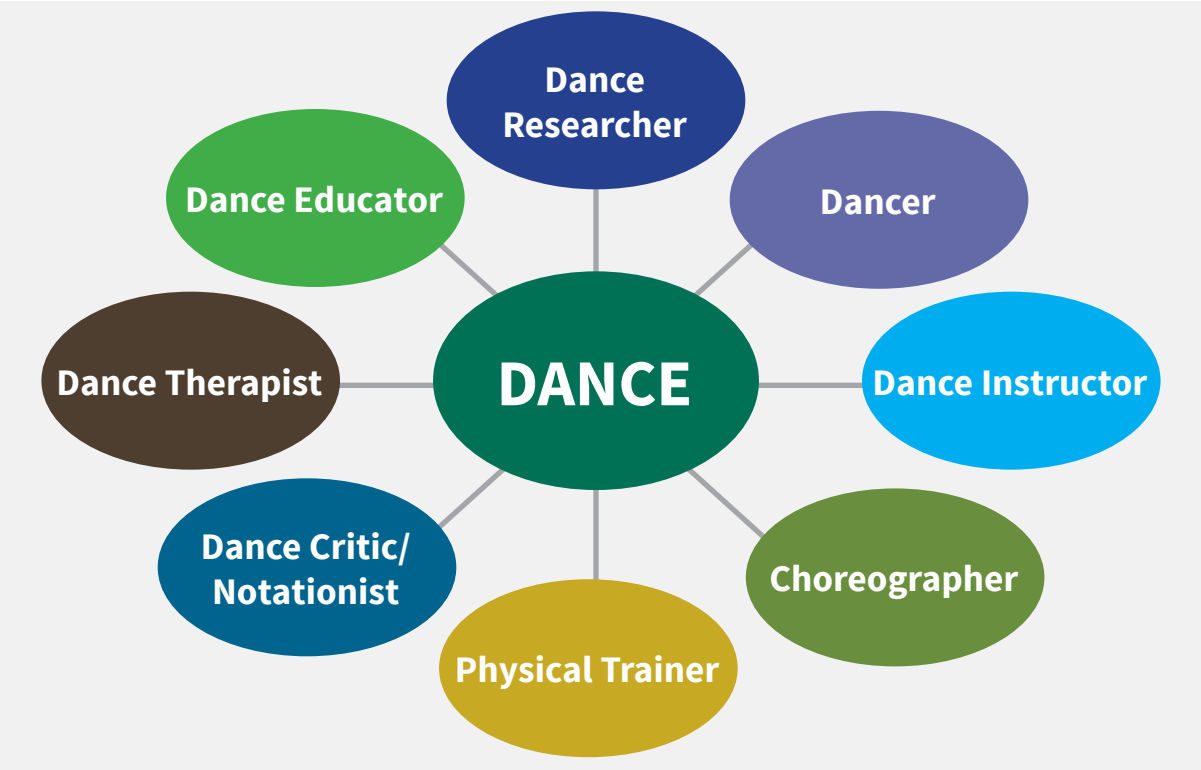 Dance
Researcher
Dance Educator
Dancer
Dance Therapist
DANCE
Dance Instructor
Dance Critic/
Notationist
Choreographer
Physical Trainer